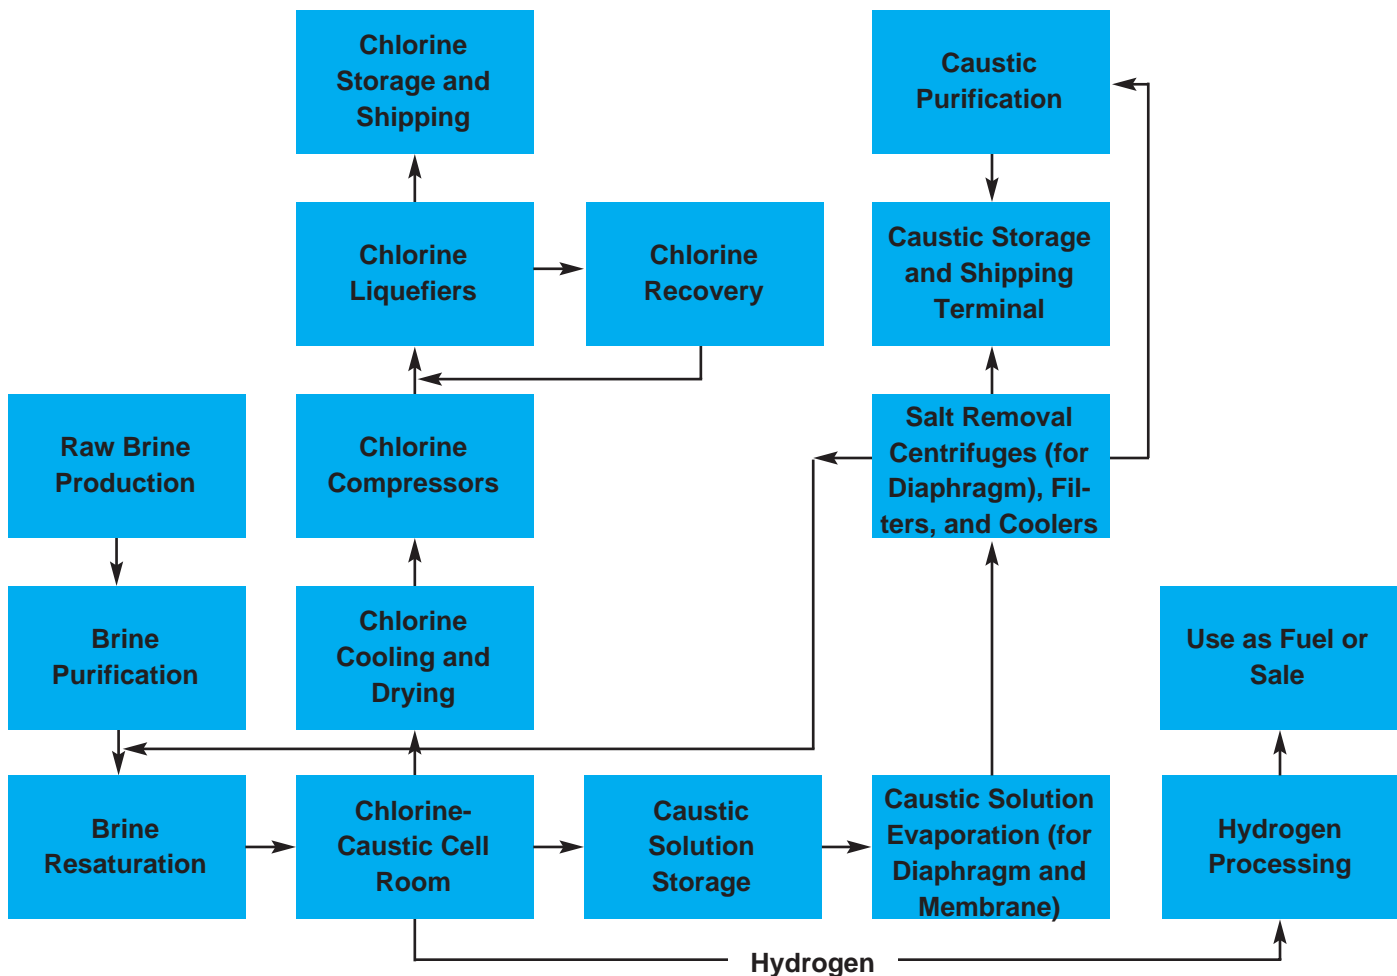 Chlorine
Storage and
Shipping
Caustic
Purification
Chlorine
Liquefiers
Chlorine
Recovery
Caustic Storage
and Shipping
Terminal
Raw Brine
Production
Chlorine
Compressors
Salt Removal
Centrifuges (for
Diaphragm), Fil-
ters, and Coolers
Brine
Purification
Chlorine
Cooling and
Drying
Use as Fuel or
Sale
Brine
Resaturation
Chlorine-
Caustic Cell
Room
Caustic
Solution
Storage
Caustic Solution
Evaporation (for
Diaphragm and
Membrane)
Hydrogen
Processing
Hydrogen